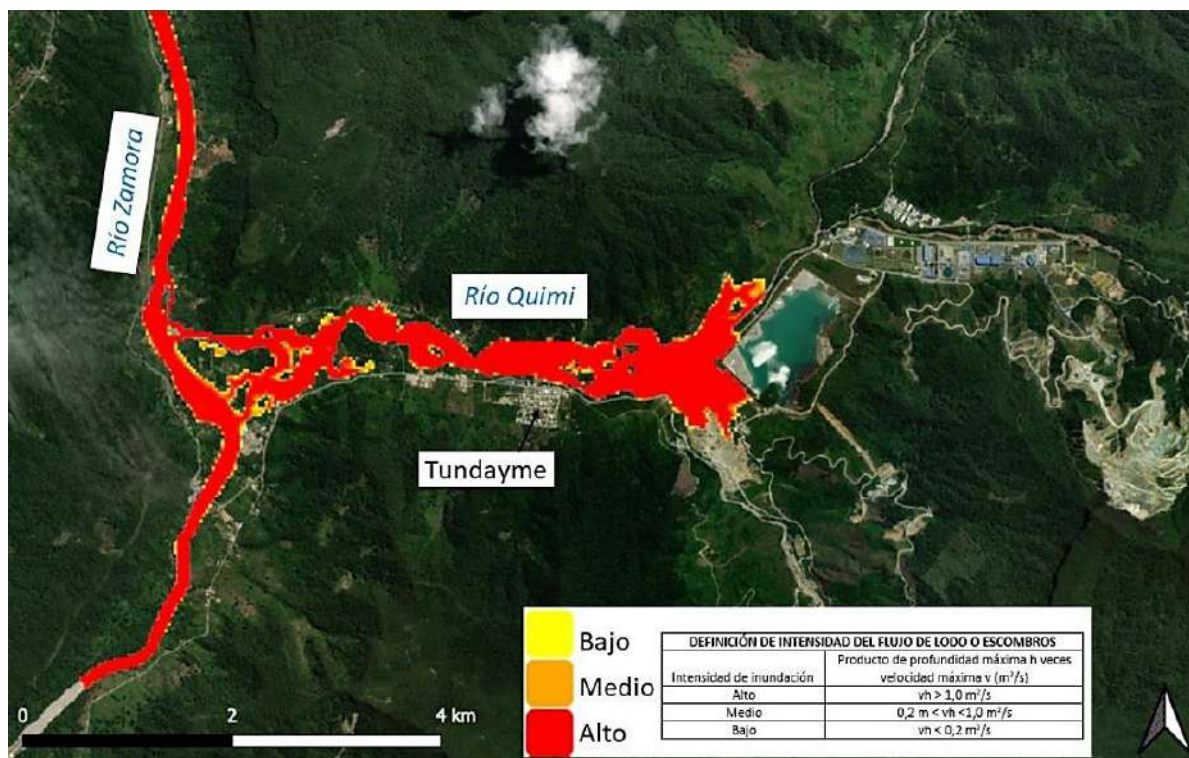 Río Zamora
Río Quimi
Tundayme
0 2 4 km
Bajo
Medio
Alto
DEFINICIÓN DE INTENSIDAD DEL FLUJO DE LODO O ESCOMBROS
Intensidad de inundación
Producto de profundidad máxima h veces
velocidad máxima v (m²/s)
Alto vh > 1,0 m²/s
Medio 0,2 m < vh <1,0 m²/s
Bajo vh < 0,2 m²/s